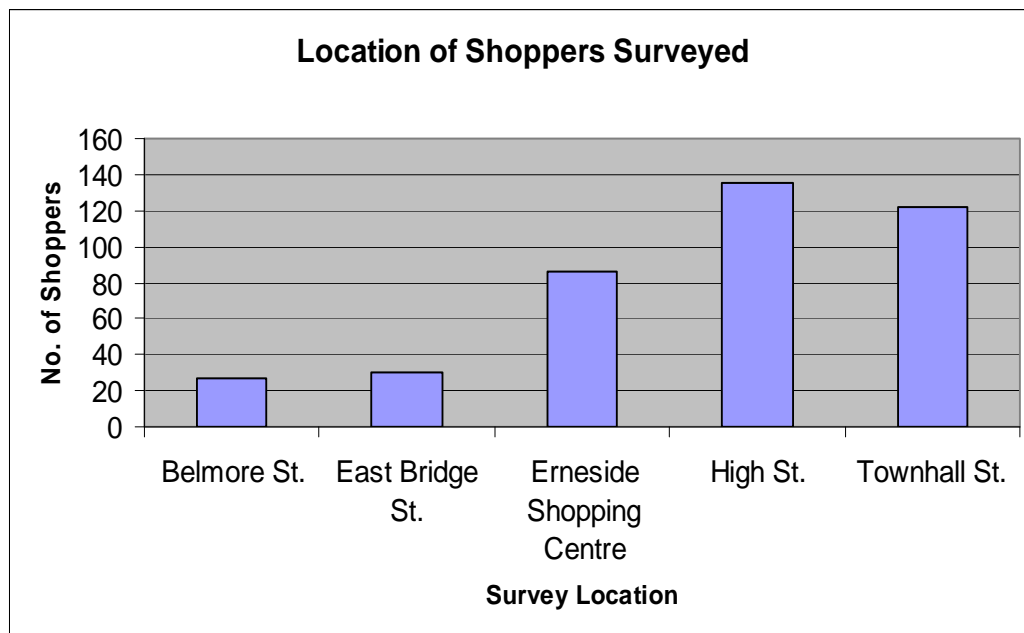 Location of Shoppers Surveyed
No. of Shoppers
160
140
120
100
80
60
40
20
0
Belmore St.
East Bridge
St.
Erneside
Shopping
Centre
High St.
Townhall St.
Survey Location